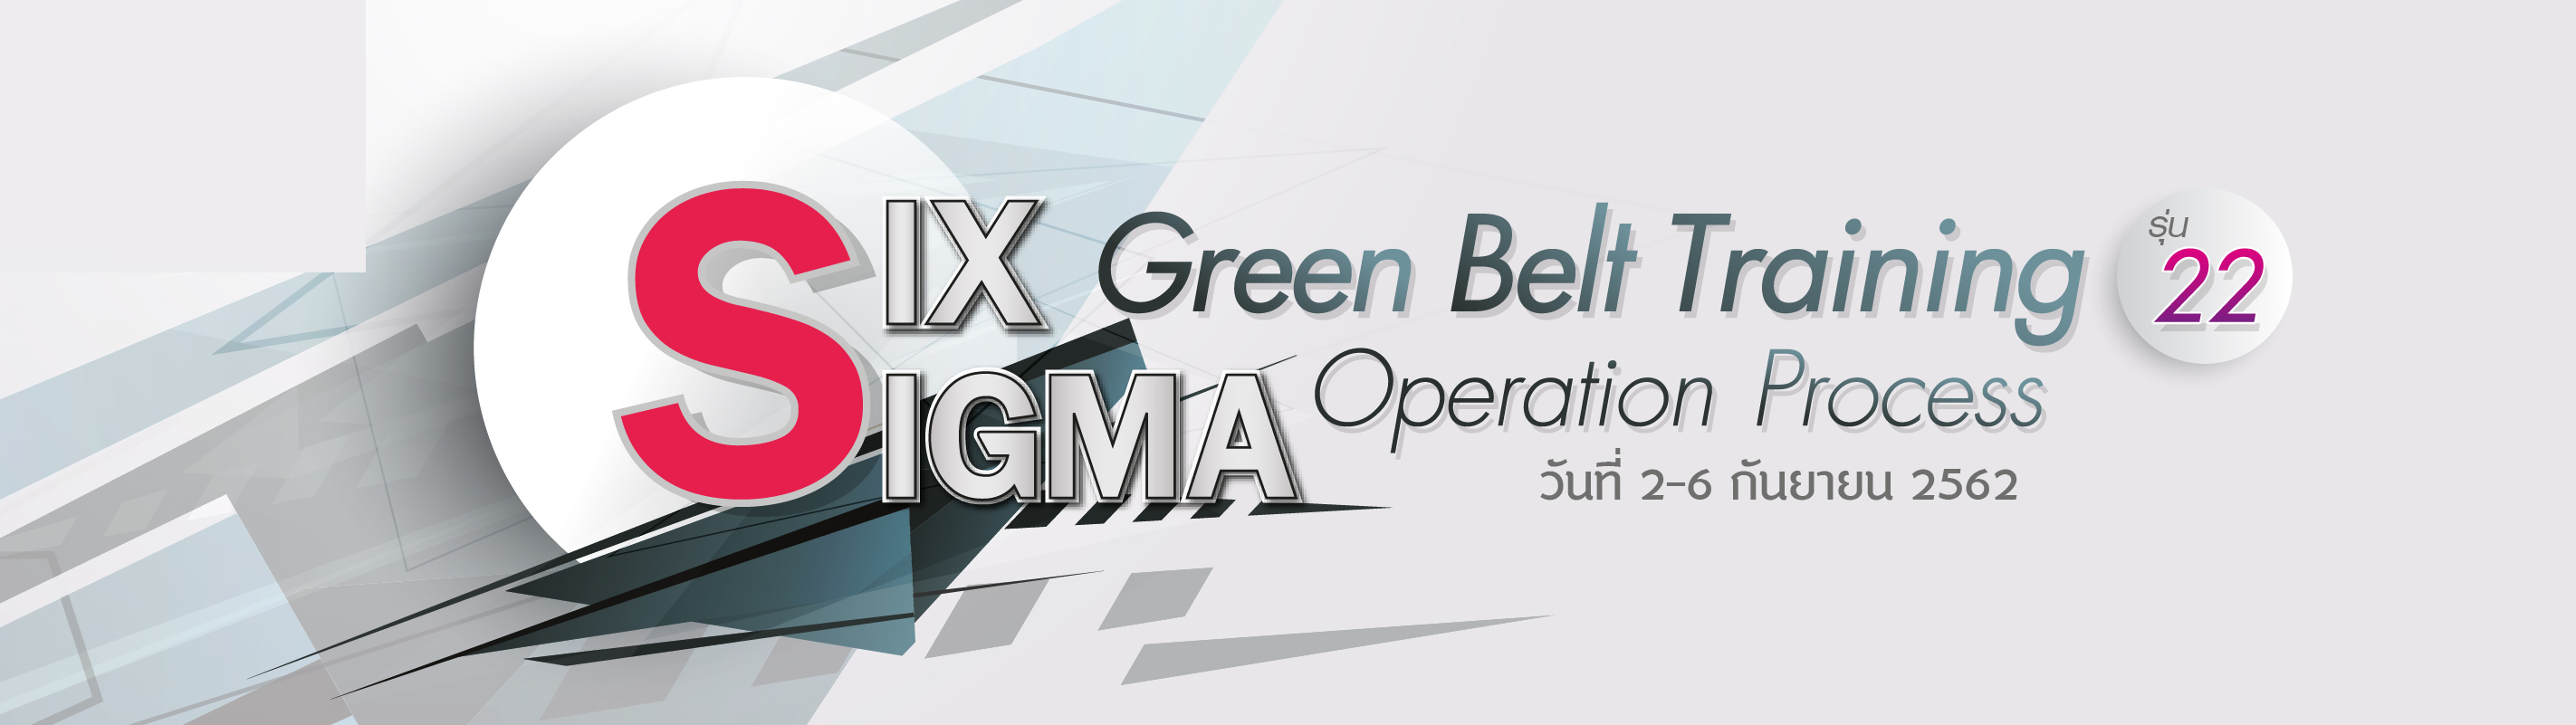 SIX
SIGMA
Green Belt Training
รุ่น
22
Operation Process
วันที่ 2-6 กันยายน 2562